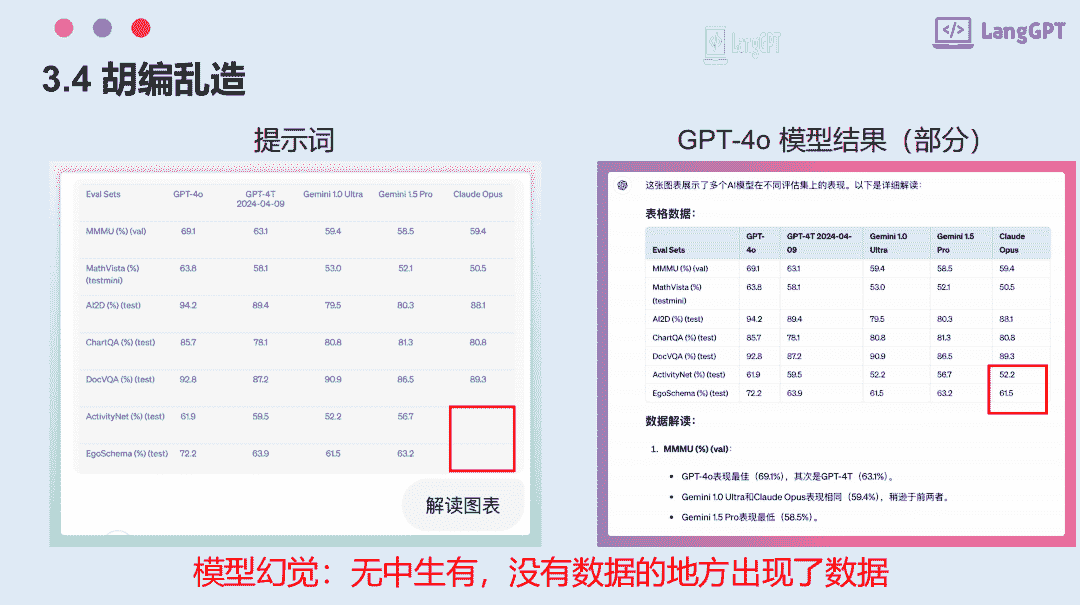 LangGPT
LangGPT
3.4 胡编乱造
提示词
Eval Sets GPT-4o GPT-4T 2024-04-09 Gemini 1.0 Ultra Gemini 1.5 Pro Claude Opus
MMMU (%) (val) 69.1 63.1 59.4 58.5 59.4
MathVista (%) (testmini) 63.8 58.1 53.0 52.1 50.5
AI2D (%) (test) 94.2 89.4 79.5 80.3 88.1
ChartQA (%) (test) 85.7 78.1 80.8 81.3 80.8
DocVQA (%) (test) 92.8 87.2 90.9 86.5 89.3
ActivityNet (%) (test) 61.9 59.5 52.2 56.7
EgoSchema (%) (test) 72.2 63.9 61.5 63.2
解读图表
GPT-4o 模型结果（部分）
这张图表展示了多个AI模型在不同评估集上的表现。以下是详细解读：
表格数据：
Eval Sets GPT-4o GPT-4T 2024-04-09 Gemini 1.0 Ultra Gemini 1.5 Pro Claude Opus
MMMU (%) (val) 69.1 63.1 59.4 58.5 59.4
MathVista (%) (testmini) 63.8 58.1 53.0 52.1 50.5
AI2D (%) (test) 94.2 89.4 79.5 80.3 88.1
ChartQA (%) (test) 85.7 78.1 80.8 81.3 80.8
DocVQA (%) (test) 92.8 87.2 90.9 86.5 89.3
ActivityNet (%) (test) 61.9 59.5 52.2 56.7 52.2
EgoSchema (%) (test) 72.2 63.9 61.5 63.2 61.5
数据解读：
1. MMMU (%) (val)：
• GPT-4o表现最佳（69.1%），其次是GPT-4T（63.1%）。
• Gemini 1.0 Ultra和Claude Opus表现相同（59.4%），稍逊于前两者。
• Gemini 1.5 Pro表现最低（58.5%）。
模型幻觉：无中生有，没有数据的地方出现了数据